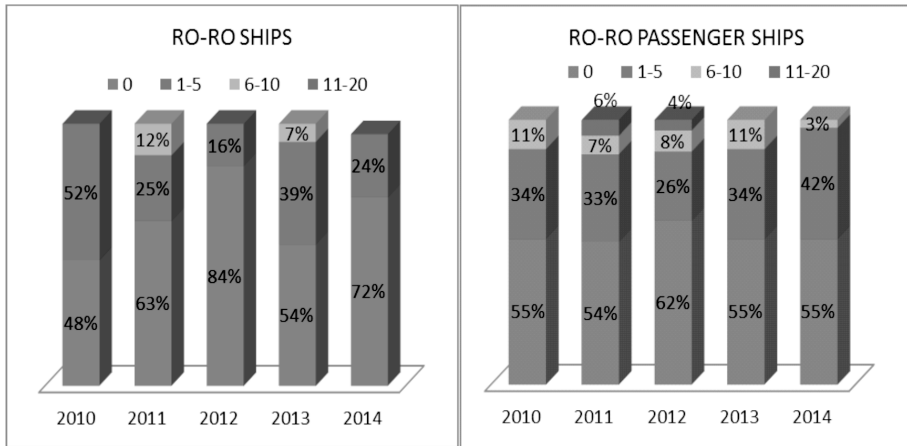 RO-RO SHIPS
0 1-5 6-10 11-20
12% 16% 7%
52% 25% 39% 24%
48% 63% 84% 54% 72%
2010 2011 2012 2013 2014
RO-RO PASSENGER SHIPS
0 1-5 6-10 11-20
6% 4%
11% 7% 8% 11% 3%
34% 33% 26% 34% 42%
55% 54% 62% 55% 55%
2010 2011 2012 2013 2014